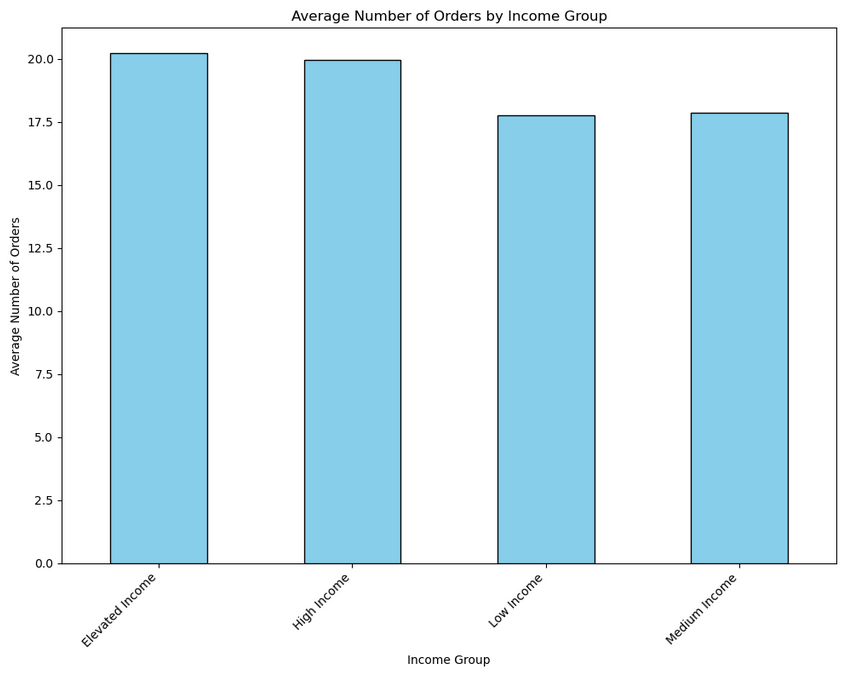 Average Number of Orders by Income Group
Average Number of Orders
20.0
17.5
15.0
12.5
10.0
7.5
5.0
2.5
0.0
Elevated Income
High Income
Low Income
Medium Income
Income Group